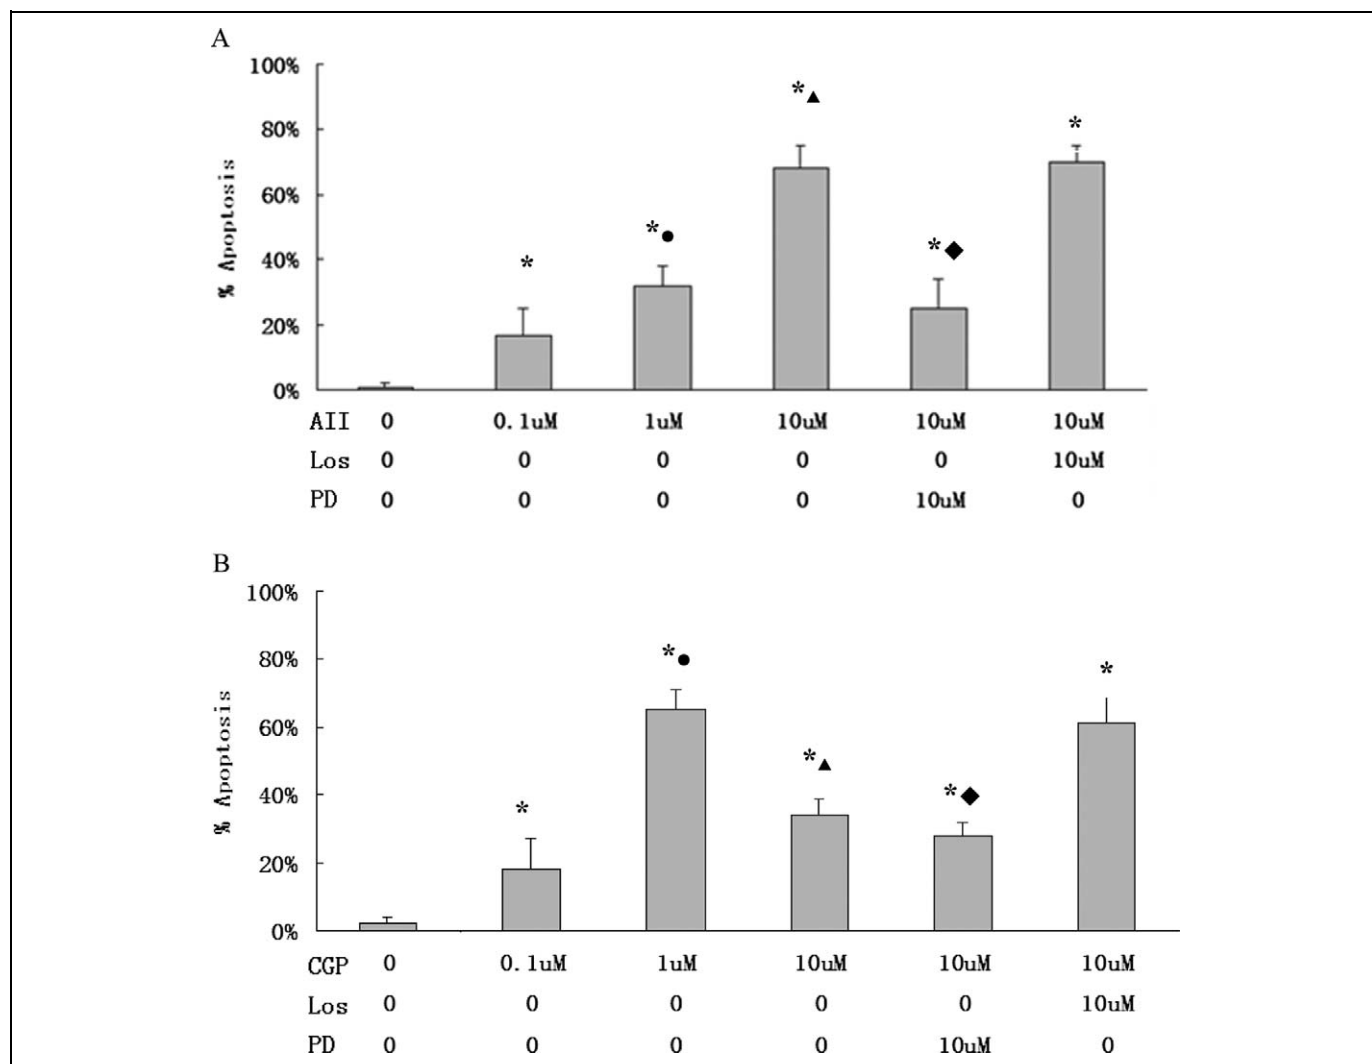 A
100%
80%
60%
40%
20%
0%
% Apoptosis
* *● *▲ *◆ *
*
AII 0 0.1uM 1uM 10uM 10uM 10uM
Los 0 0 0 0 0 10uM
PD 0 0 0 0 10uM 0
B
100%
80%
60%
40%
20%
0%
% Apoptosis
* *● *▲ *◆ *
CGP 0 0.1uM 1uM 10uM 10uM 10uM
Los 0 0 0 0 0 10uM
PD 0 0 0 0 10uM 0